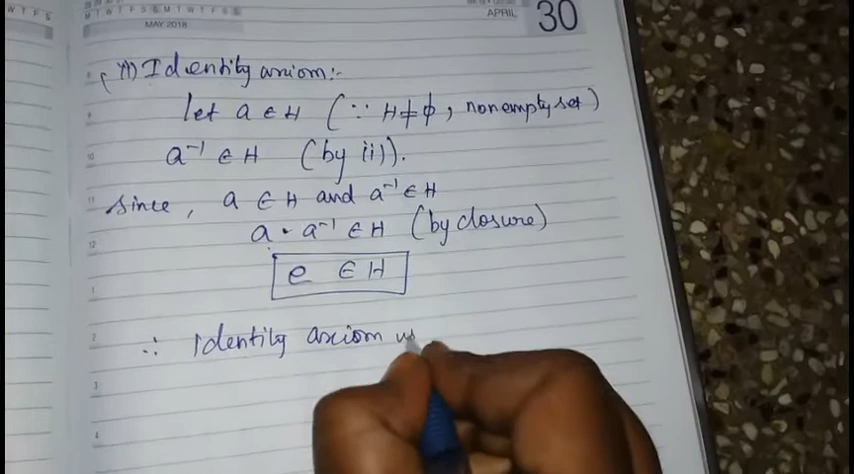 MAY 2018
APRIL 30
Identity axiom:-
let a ∈ H (∵ H ≠ ϕ, nonempty set)
a⁻¹ ∈ H (by ii)).
since, a ∈ H and a⁻¹ ∈ H
a · a⁻¹ ∈ H (by closure)
e ∈ H
∴ Identity axiom